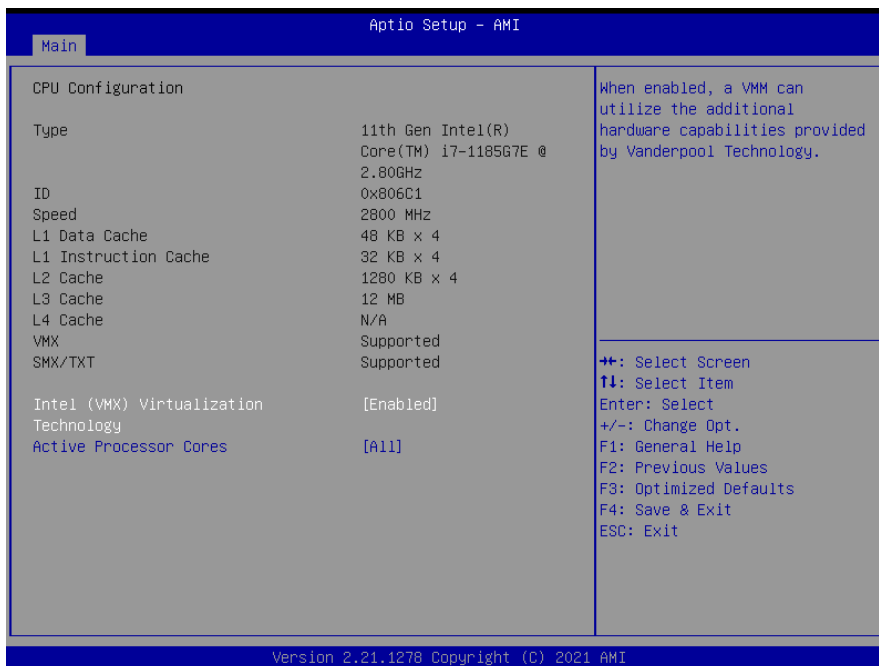 Aptio Setup - AMI
Main
CPU Configuration
Type 11th Gen Intel(R)
Core(TM) i7-1185G7E @
2.80GHz
ID 0x806C1
Speed 2800 MHz
L1 Data Cache 48 KB x 4
L1 Instruction Cache 32 KB x 4
L2 Cache 1280 KB x 4
L3 Cache 12 MB
L4 Cache N/A
VMX Supported
SMX/TXT Supported
Intel (VMX) Virtualization [Enabled]
Technology
Active Processor Cores [All]
When enabled, a VMM can
utilize the additional
hardware capabilities provided
by Vanderpool Technology.
→←: Select Screen
↑↓: Select Item
Enter: Select
+/-: Change Opt.
F1: General Help
F2: Previous Values
F3: Optimized Defaults
F4: Save & Exit
ESC: Exit
Version 2.21.1278 Copyright (C) 2021 AMI